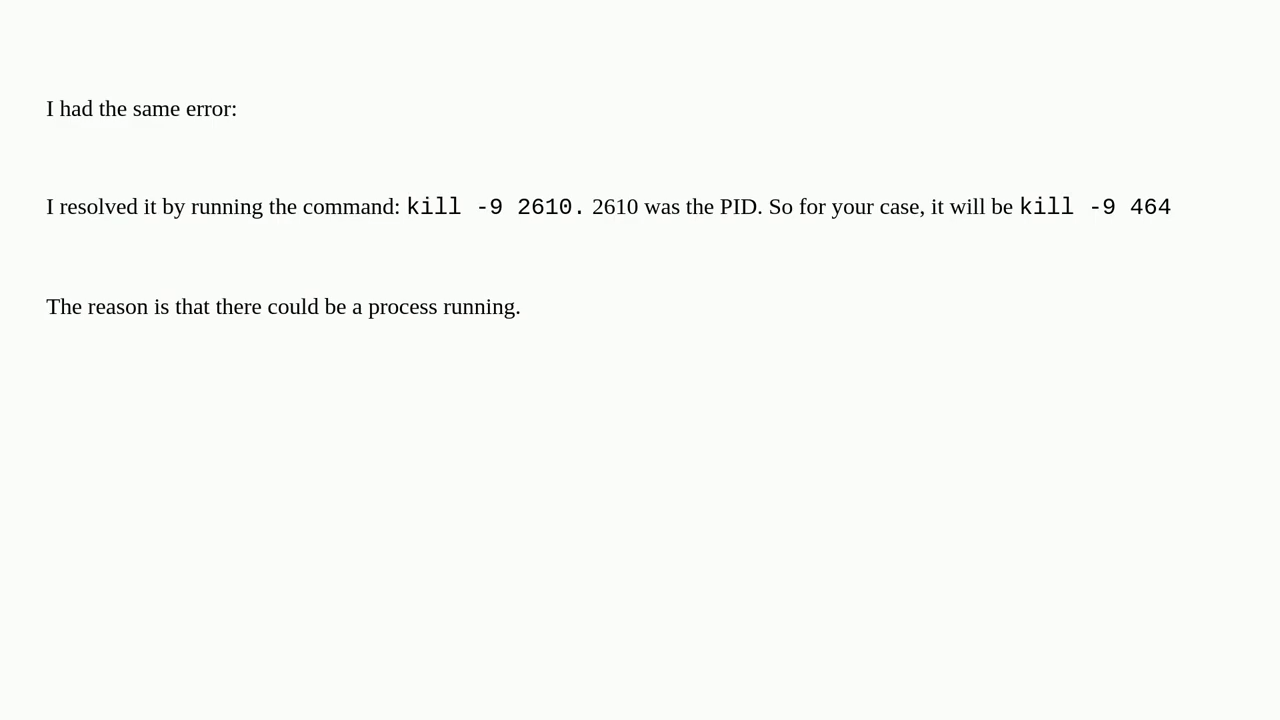 I had the same error:
I resolved it by running the command: kill -9 2610. 2610 was the PID. So for your case, it will be kill -9 464
The reason is that there could be a process running.